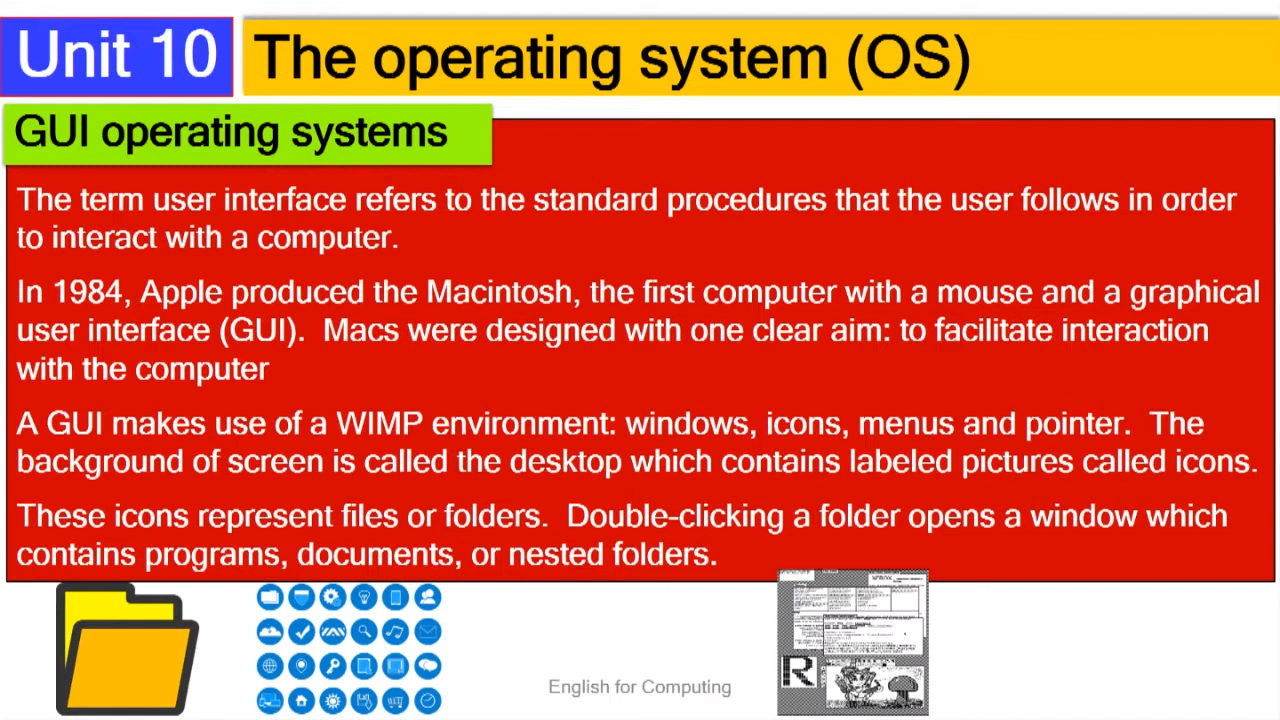 Unit 10
The operating system (OS)
GUI operating systems
The term user interface refers to the standard procedures that the user follows in order
to interact with a computer.
In 1984, Apple produced the Macintosh, the first computer with a mouse and a graphical
user interface (GUI).  Macs were designed with one clear aim: to facilitate interaction
with the computer
A GUI makes use of a WIMP environment: windows, icons, menus and pointer.  The
background of screen is called the desktop which contains labeled pictures called icons.
These icons represent files or folders.  Double-clicking a folder opens a window which
contains programs, documents, or nested folders.
R
English for Computing